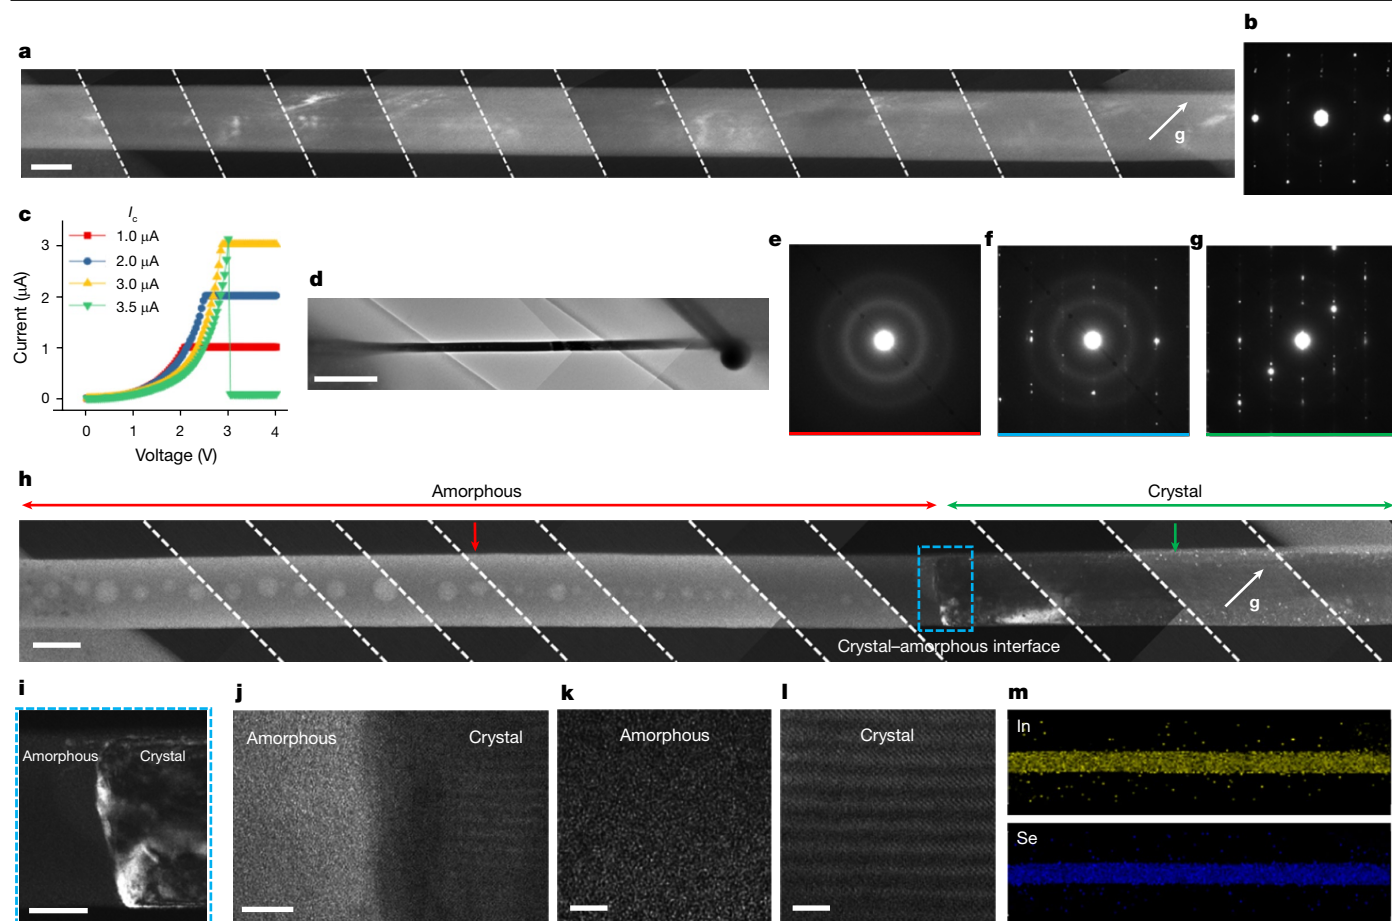 a
b
g
c
I_c
1.0 µA
2.0 µA
3.0 µA
3.5 µA
Current (µA)
3
2
1
0
0 1 2 3 4
Voltage (V)
d
e
f
g
h
Amorphous
Crystal
g
Crystal–amorphous interface
i
Amorphous
Crystal
j
Amorphous
Crystal
k
Amorphous
l
Crystal
m
In
Se